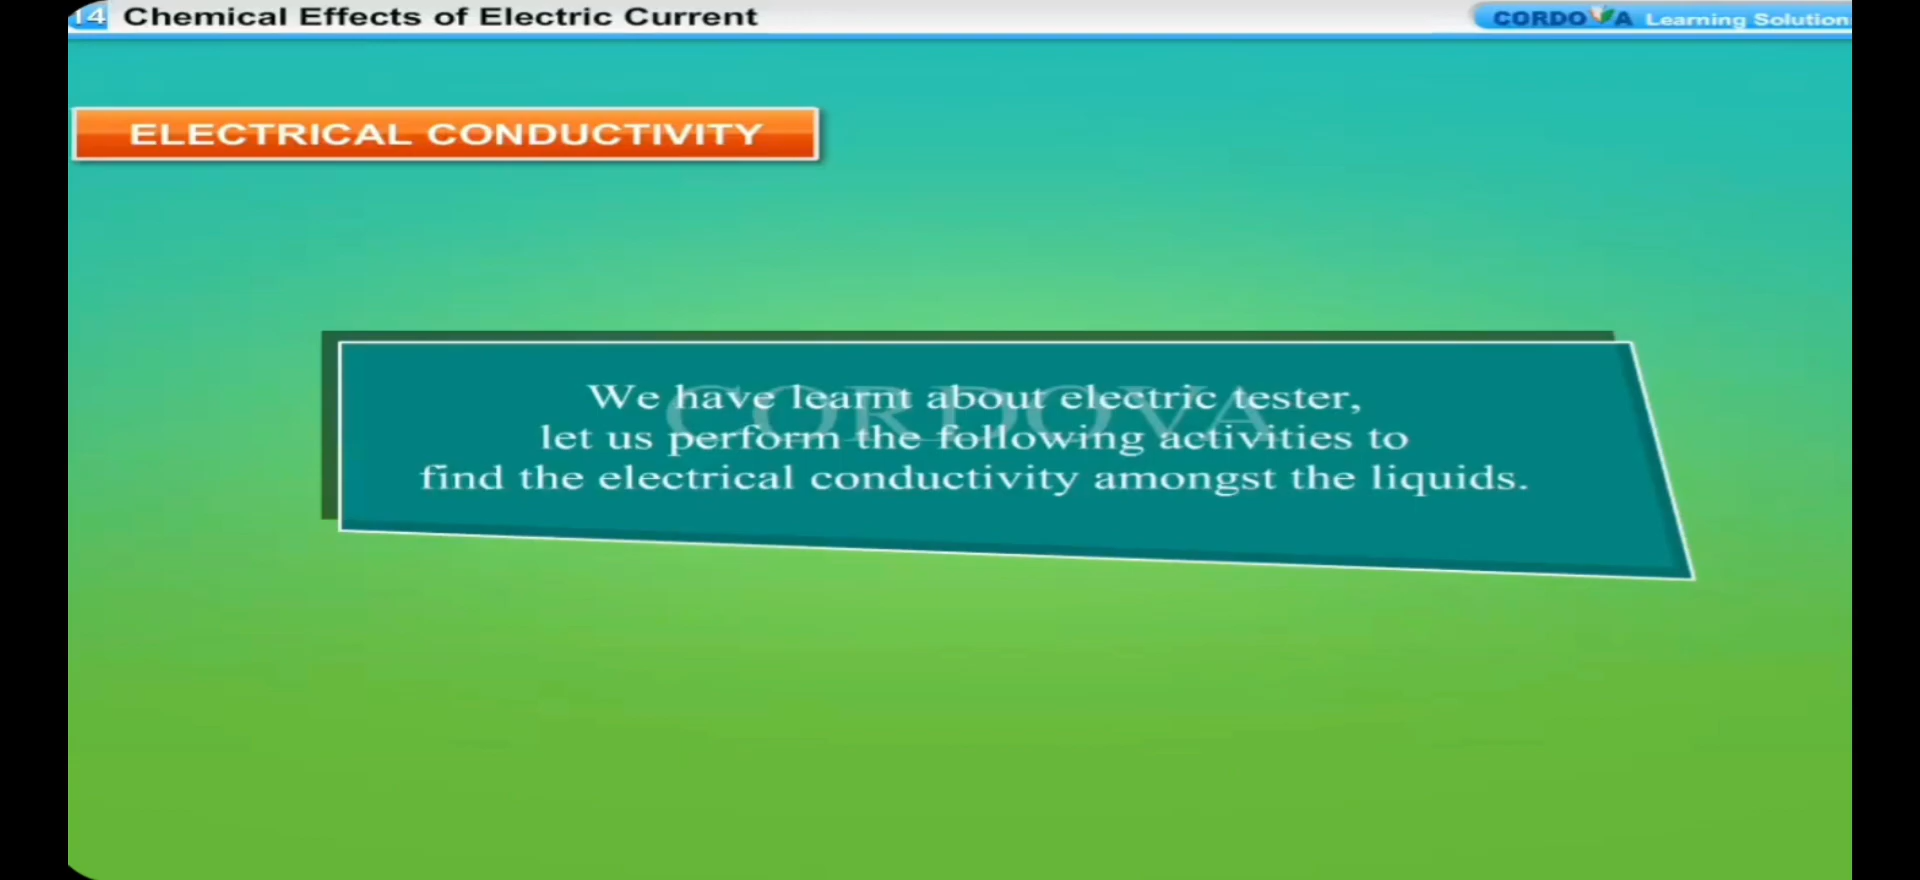 14 Chemical Effects of Electric Current
CORDOVA Learning Solution
ELECTRICAL CONDUCTIVITY
CORDOVA
We have learnt about electric tester,
let us perform the following activities to
find the electrical conductivity amongst the liquids.